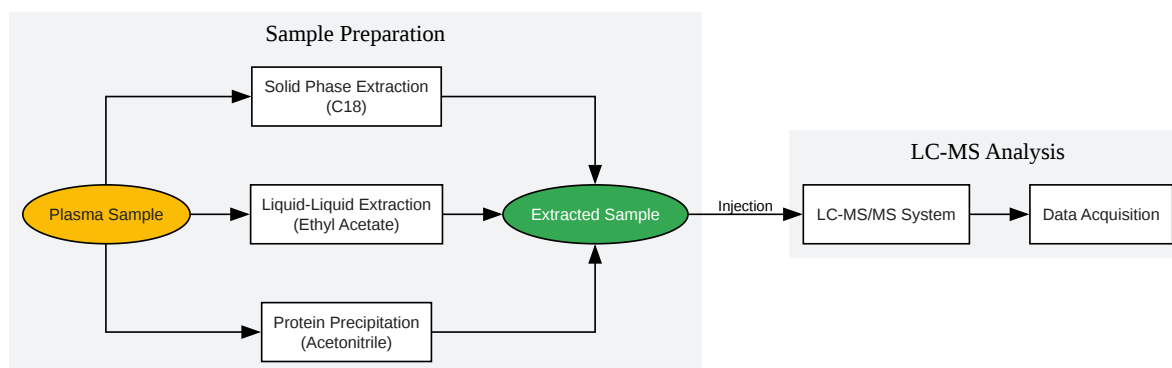 Sample Preparation
Solid Phase Extraction
(C18)
Plasma Sample
Liquid-Liquid Extraction
(Ethyl Acetate)
Extracted Sample
Protein Precipitation
(Acetonitrile)
Injection
LC-MS Analysis
LC-MS/MS System
Data Acquisition